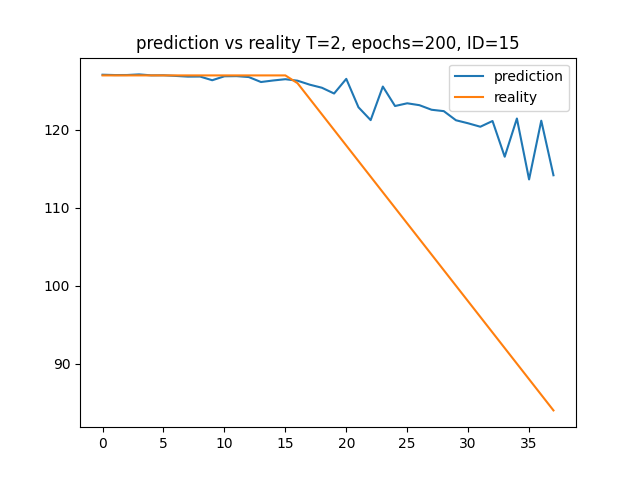 prediction vs reality T=2, epochs=200, ID=15
prediction
reality
120
110
100
90
0 5 10 15 20 25 30 35